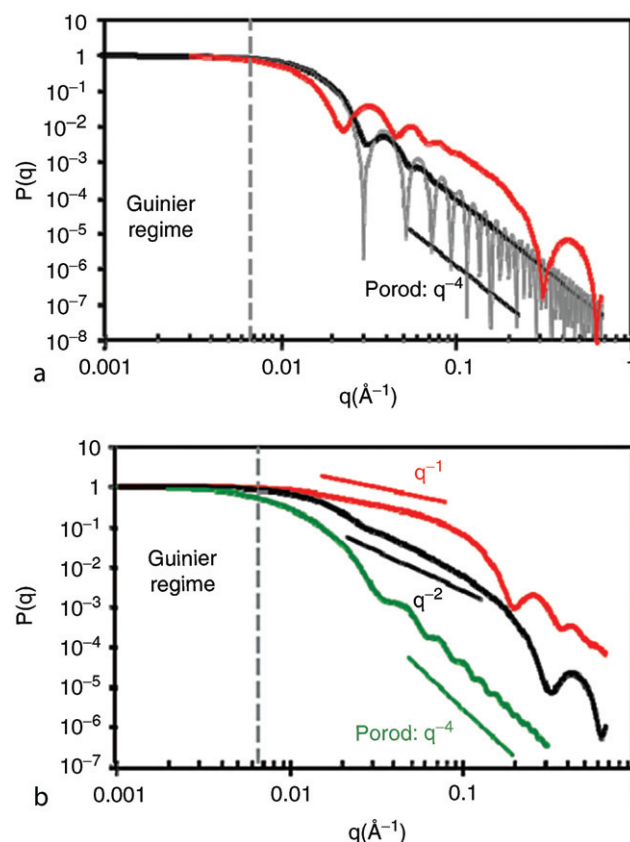 10
1
10⁻¹
10⁻²
10⁻³
10⁻⁴
10⁻⁵
10⁻⁶
10⁻⁷
10⁻⁸
P(q)
Guinier
regime
Porod: q⁻⁴
0.001
0.01
0.1
1
q(Å⁻¹)
a
10
1
10⁻¹
10⁻²
10⁻³
10⁻⁴
10⁻⁵
10⁻⁶
10⁻⁷
P(q)
Guinier
regime
q⁻¹
q⁻²
Porod: q⁻⁴
0.001
0.01
0.1
q(Å⁻¹)
b